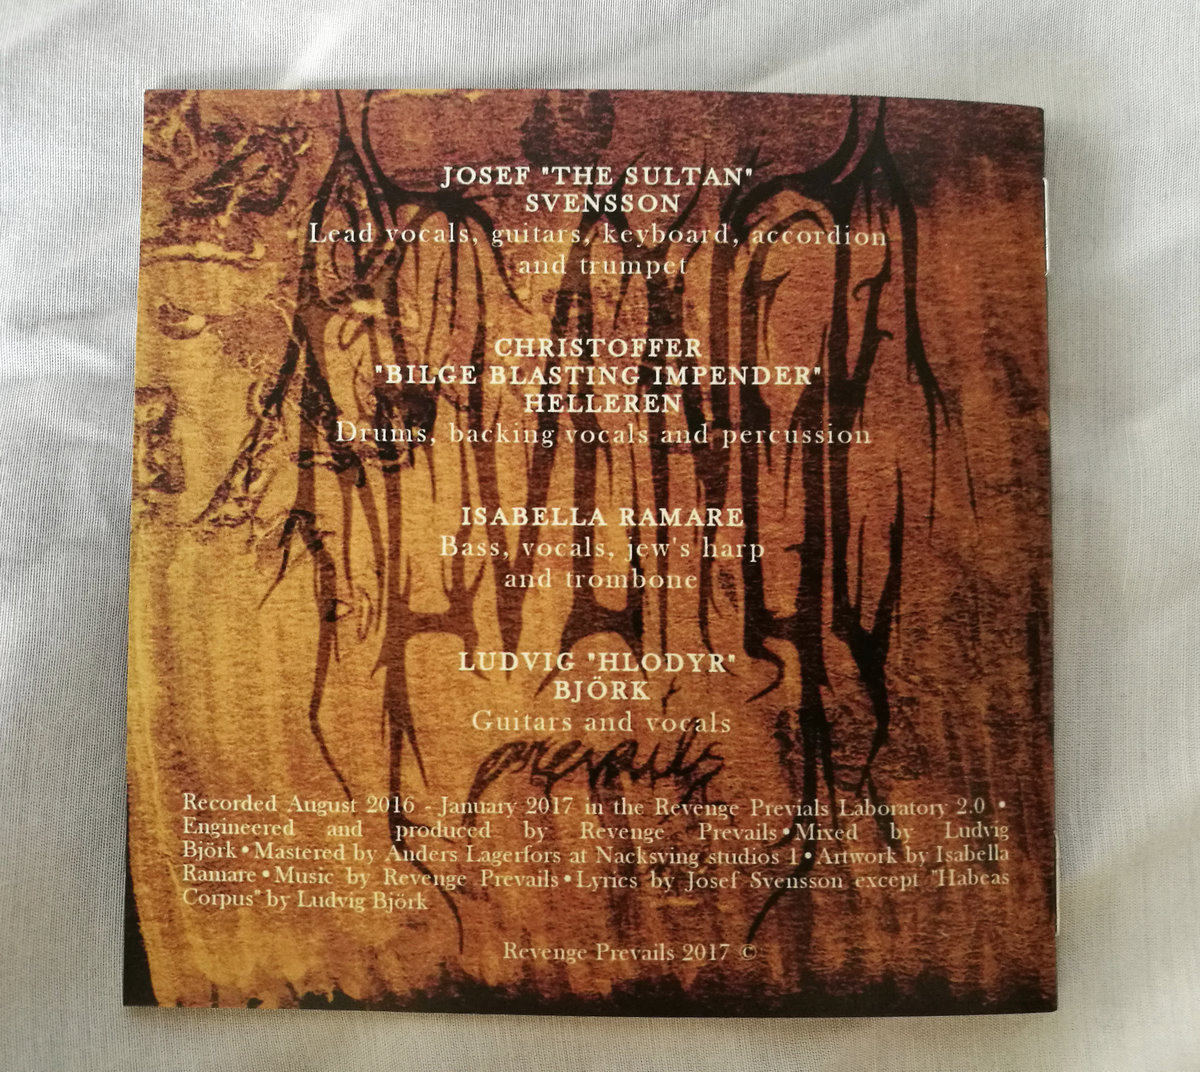 JOSEF "THE SULTAN"
SVENSSON
Lead vocals, guitars, keyboard, accordion
and trumpet
CHRISTOFFER
"BILGE BLASTING IMPENDER"
HELLEREN
Drums, backing vocals and percussion
ISABELLA RAMARE
Bass, vocals, jew's harp
and trombone
LUDVIG "HLODYR"
BJÖRK
Guitars and vocals
prevails
Recorded August 2016 - January 2017 in the Revenge Previals Laboratory 2.0 •
Engineered and produced by Revenge Prevails • Mixed by Ludvig
Björk • Mastered by Anders Lagerfors at Nacksving studios 1 • Artwork by Isabella
Ramare • Music by Revenge Prevails • Lyrics by Josef Svensson except "Habeas
Corpus" by Ludvig Björk
Revenge Prevails 2017 ©